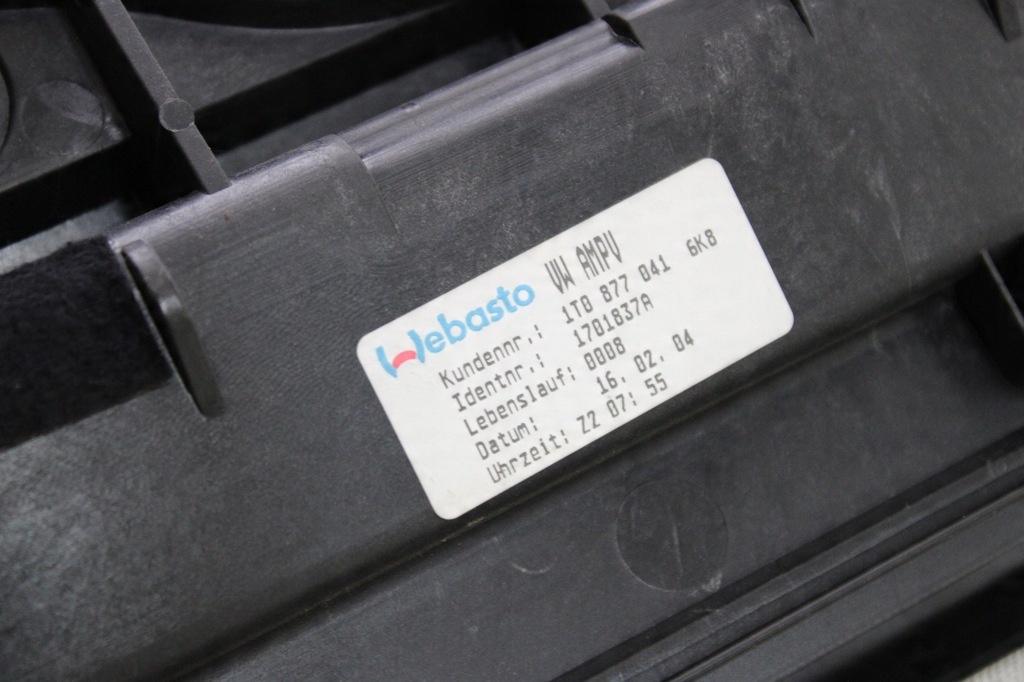 Webasto VW AMPV
Kundennr.: 1T0 877 041 6K8
Identnr.: 1701837A
Lebenslauf: 0008
Datum: 16. 02. 04
Uhrzeit: Z2 07: 55